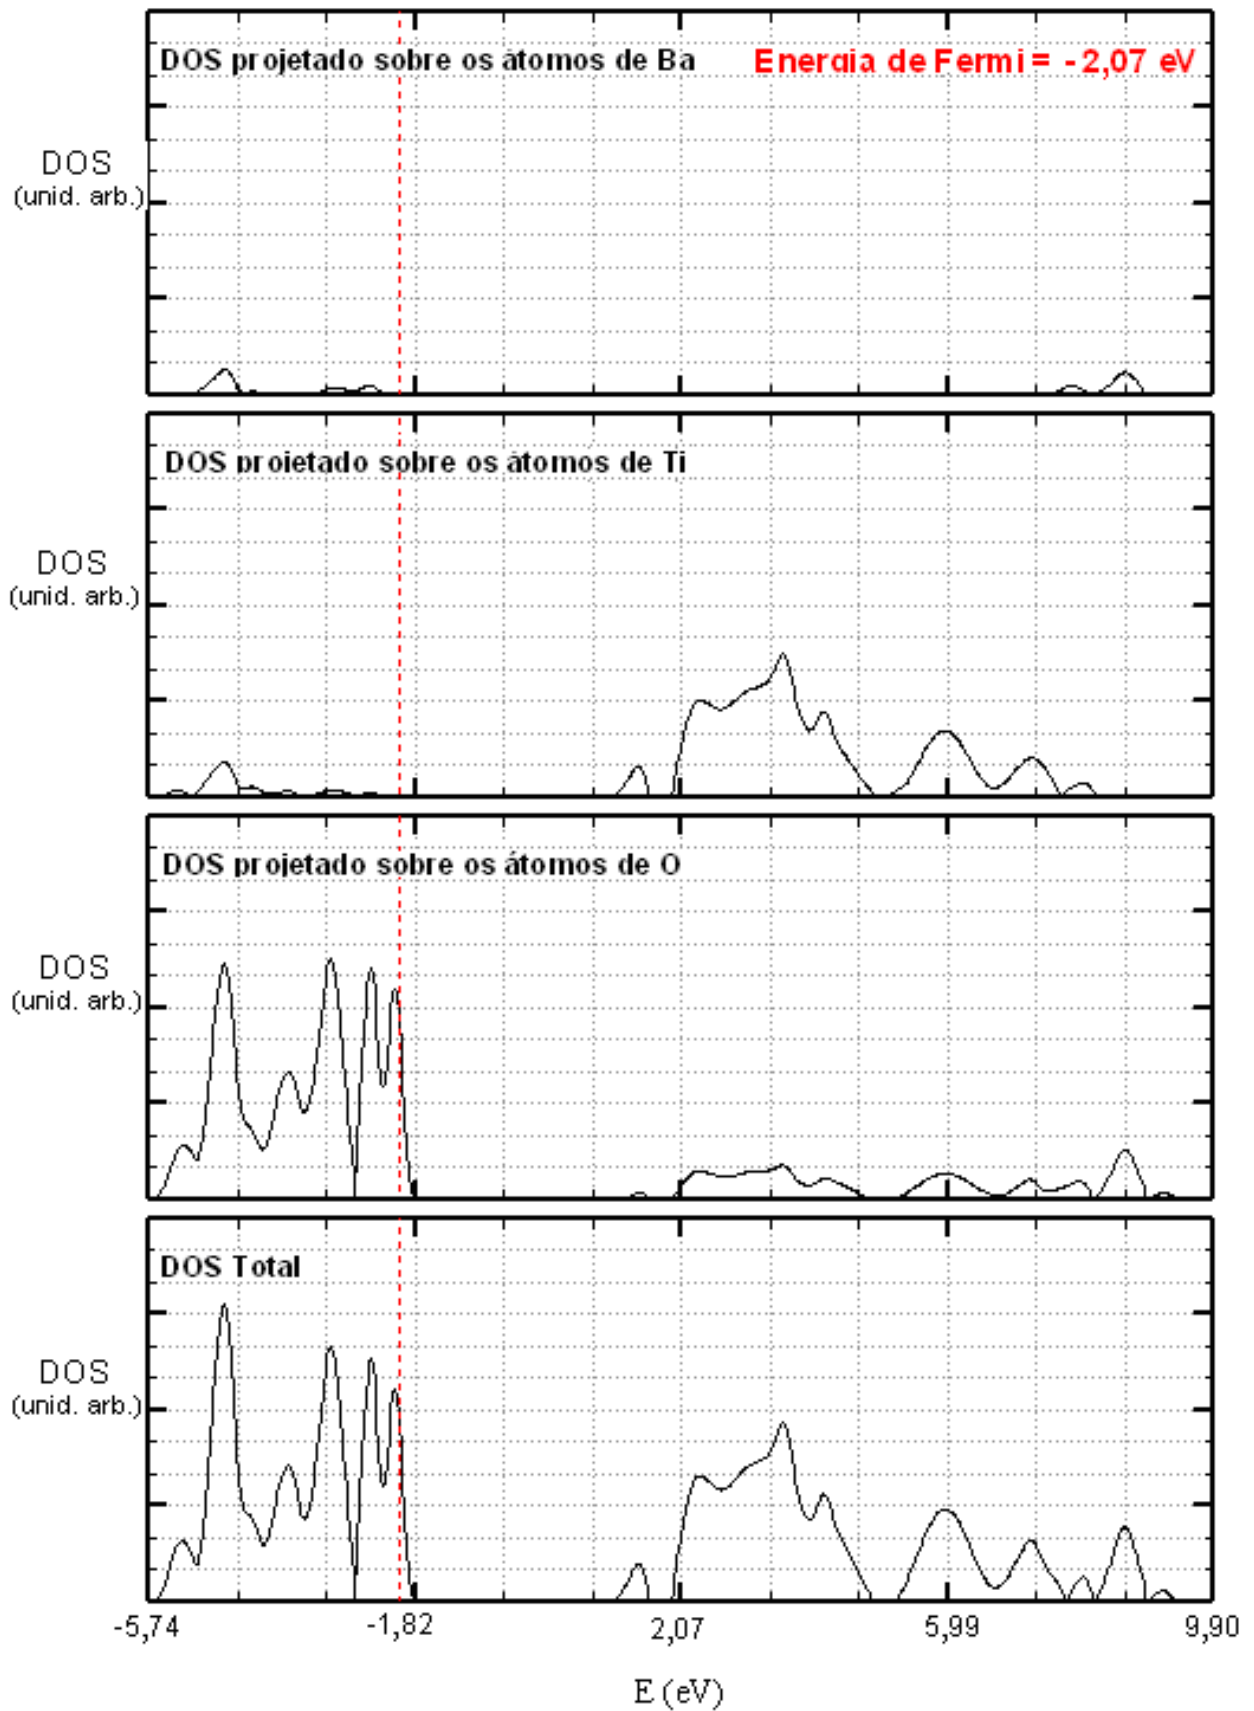 DOS projetado sobre os átomos de Ba
Energia de Fermi = -2,07 eV
DOS
(unid. arb.)
DOS projetado sobre os átomos de Ti
DOS
(unid. arb.)
DOS projetado sobre os átomos de O
DOS
(unid. arb.)
DOS Total
DOS
(unid. arb.)
-5,74 -1,82 2,07 5,99 9,90
E (eV)